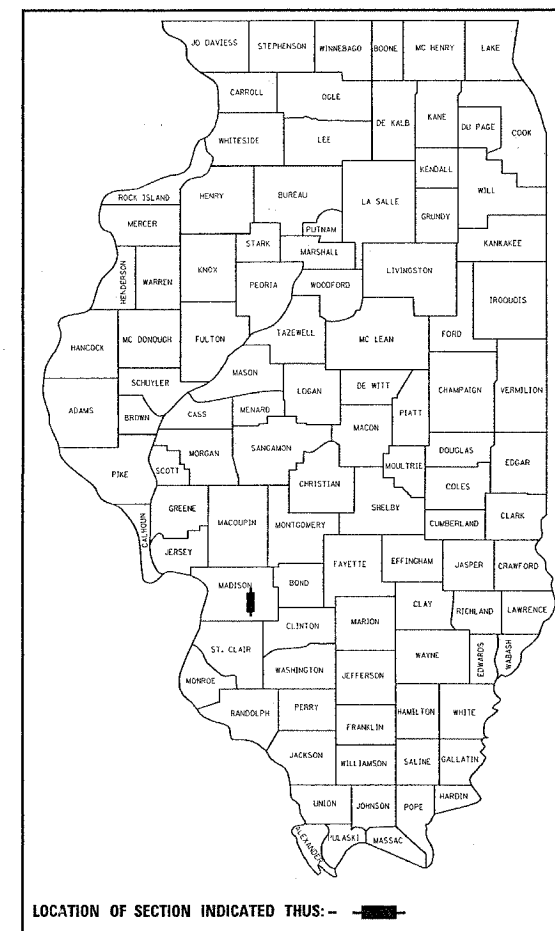 JO DAVIESS STEPHENSON WINNEBAGO BOONE MC HENRY LAKE
CARROLL OGLE DE KALB KANE DU PAGE COOK
WHITESIDE LEE
KENDALL WILL
ROCK ISLAND HENRY BUREAU LA SALLE GRUNDY
MERCER PUTNAM KANKAKEE
HENDERSON WARREN KNOX STARK MARSHALL LIVINGSTON
PEORIA WOODFORD IROQUOIS
HANCOCK MC DONOUGH FULTON TAZEWELL MC LEAN FORD
SCHUYLER MASON LOGAN DE WITT CHAMPAIGN VERMILION
ADAMS BROWN CASS MENARD MACON PIATT
PIKE SCOTT MORGAN SANGAMON MOULTRIE DOUGLAS EDGAR
CHRISTIAN COLES
CALHOUN GREENE MACOUPIN MONTGOMERY SHELBY CUMBERLAND CLARK
JERSEY
MADISON BOND FAYETTE EFFINGHAM JASPER CRAWFORD
CLINTON MARION CLAY RICHLAND LAWRENCE
ST. CLAIR WASHINGTON JEFFERSON WAYNE EDWARDS WABASH
MONROE
RANDOLPH PERRY FRANKLIN HAMILTON WHITE
JACKSON WILLIAMSON SALINE GALLATIN
UNION JOHNSON POPE HARDIN
ALEXANDER PULASKI MASSAC
LOCATION OF SECTION INDICATED THUS: -